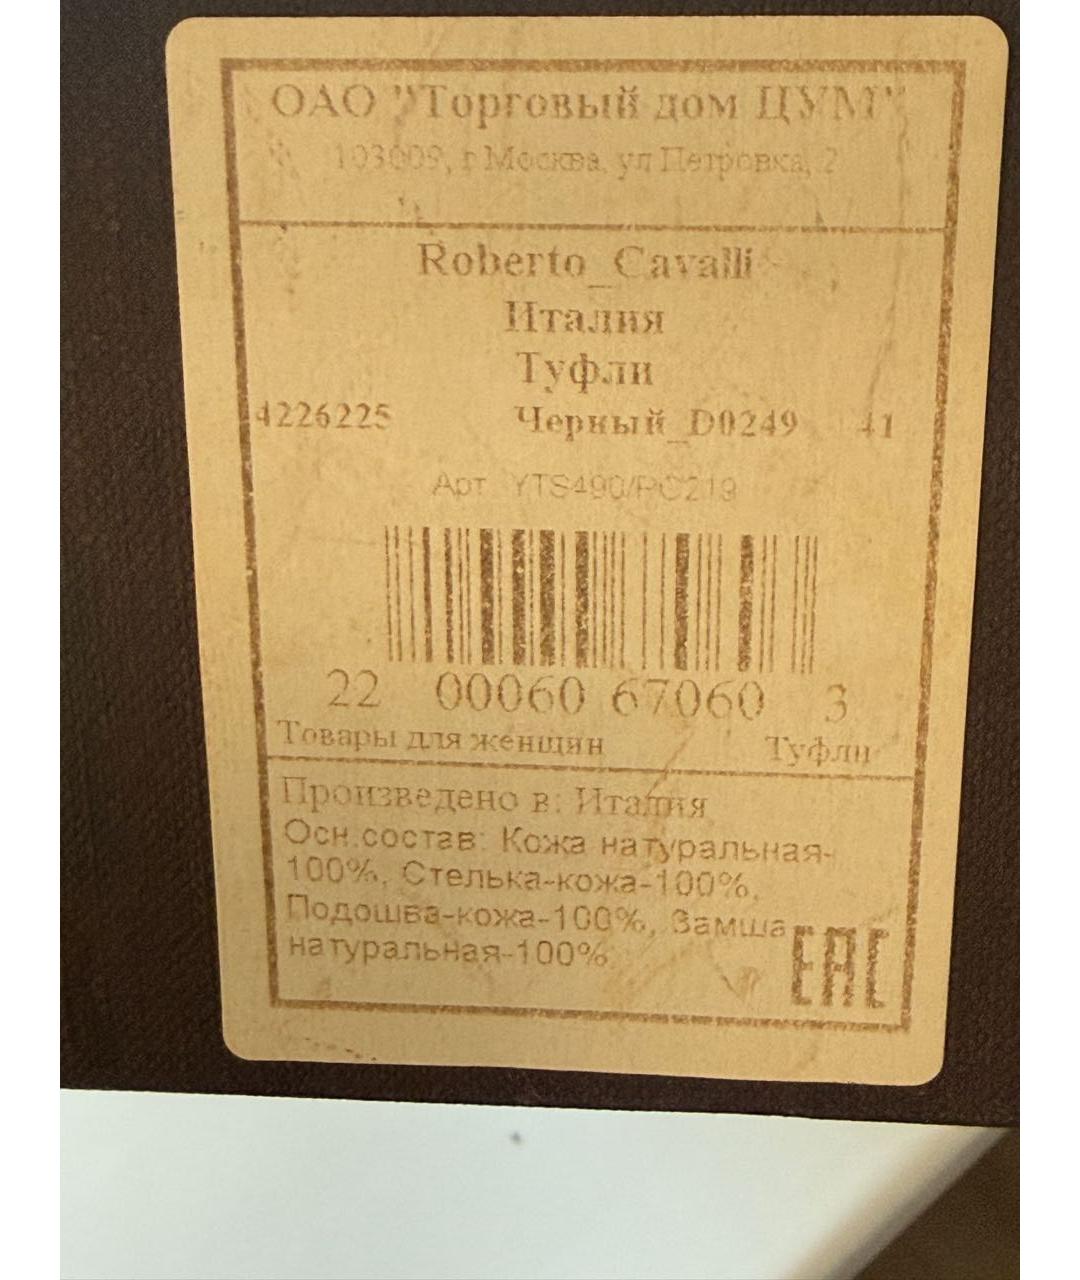 ОАО "Торговый дом ЦУМ"
103009, г Москва, ул Петровка, 2
Roberto_Cavalli
Италия
Туфли
4226225 Черный_D0249 41
Арт. YTS490/PC219
22 00060 67060 3
Товары для женщин Туфли
Произведено в: Италия
Осн.состав: Кожа натуральная-
100%, Стелька-кожа-100%,
Подошва-кожа-100%, Замша
натуральная-100%
EAC